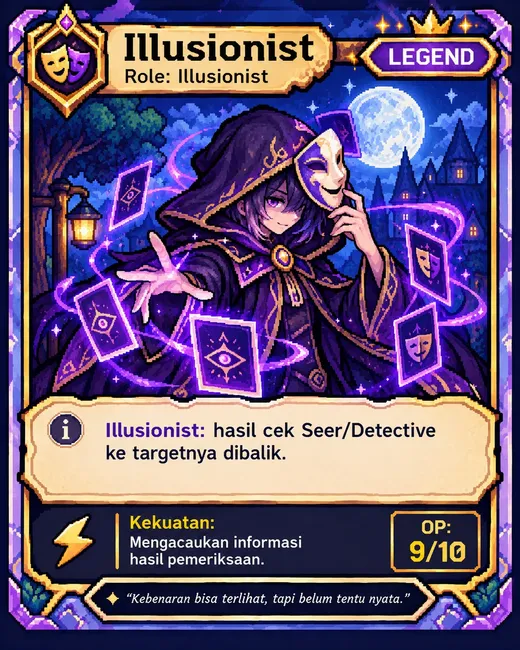 Illusionist
Role: Illusionist
LEGEND
i
Illusionist: hasil cek Seer/Detective
ke targetnya dibalik.
Kekuatan:
Mengacaukan informasi
hasil pemeriksaan.
OP:
9/10
“Kebenaran bisa terlihat, tapi belum tentu nyata.”